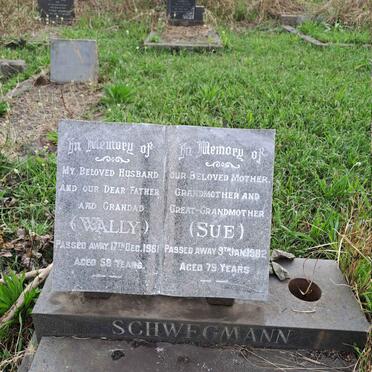 In Memory of
My Beloved Husband
and our Dear Father
and Grandad
(Wally)
Passed away 17th Dec. 1961
Aged 58 years
In Memory of
our Beloved Mother,
Grandmother and
Great-Grandmother
(Sue)
Passed away 9th Jan.
Aged 79 years
SCHWEGMANN